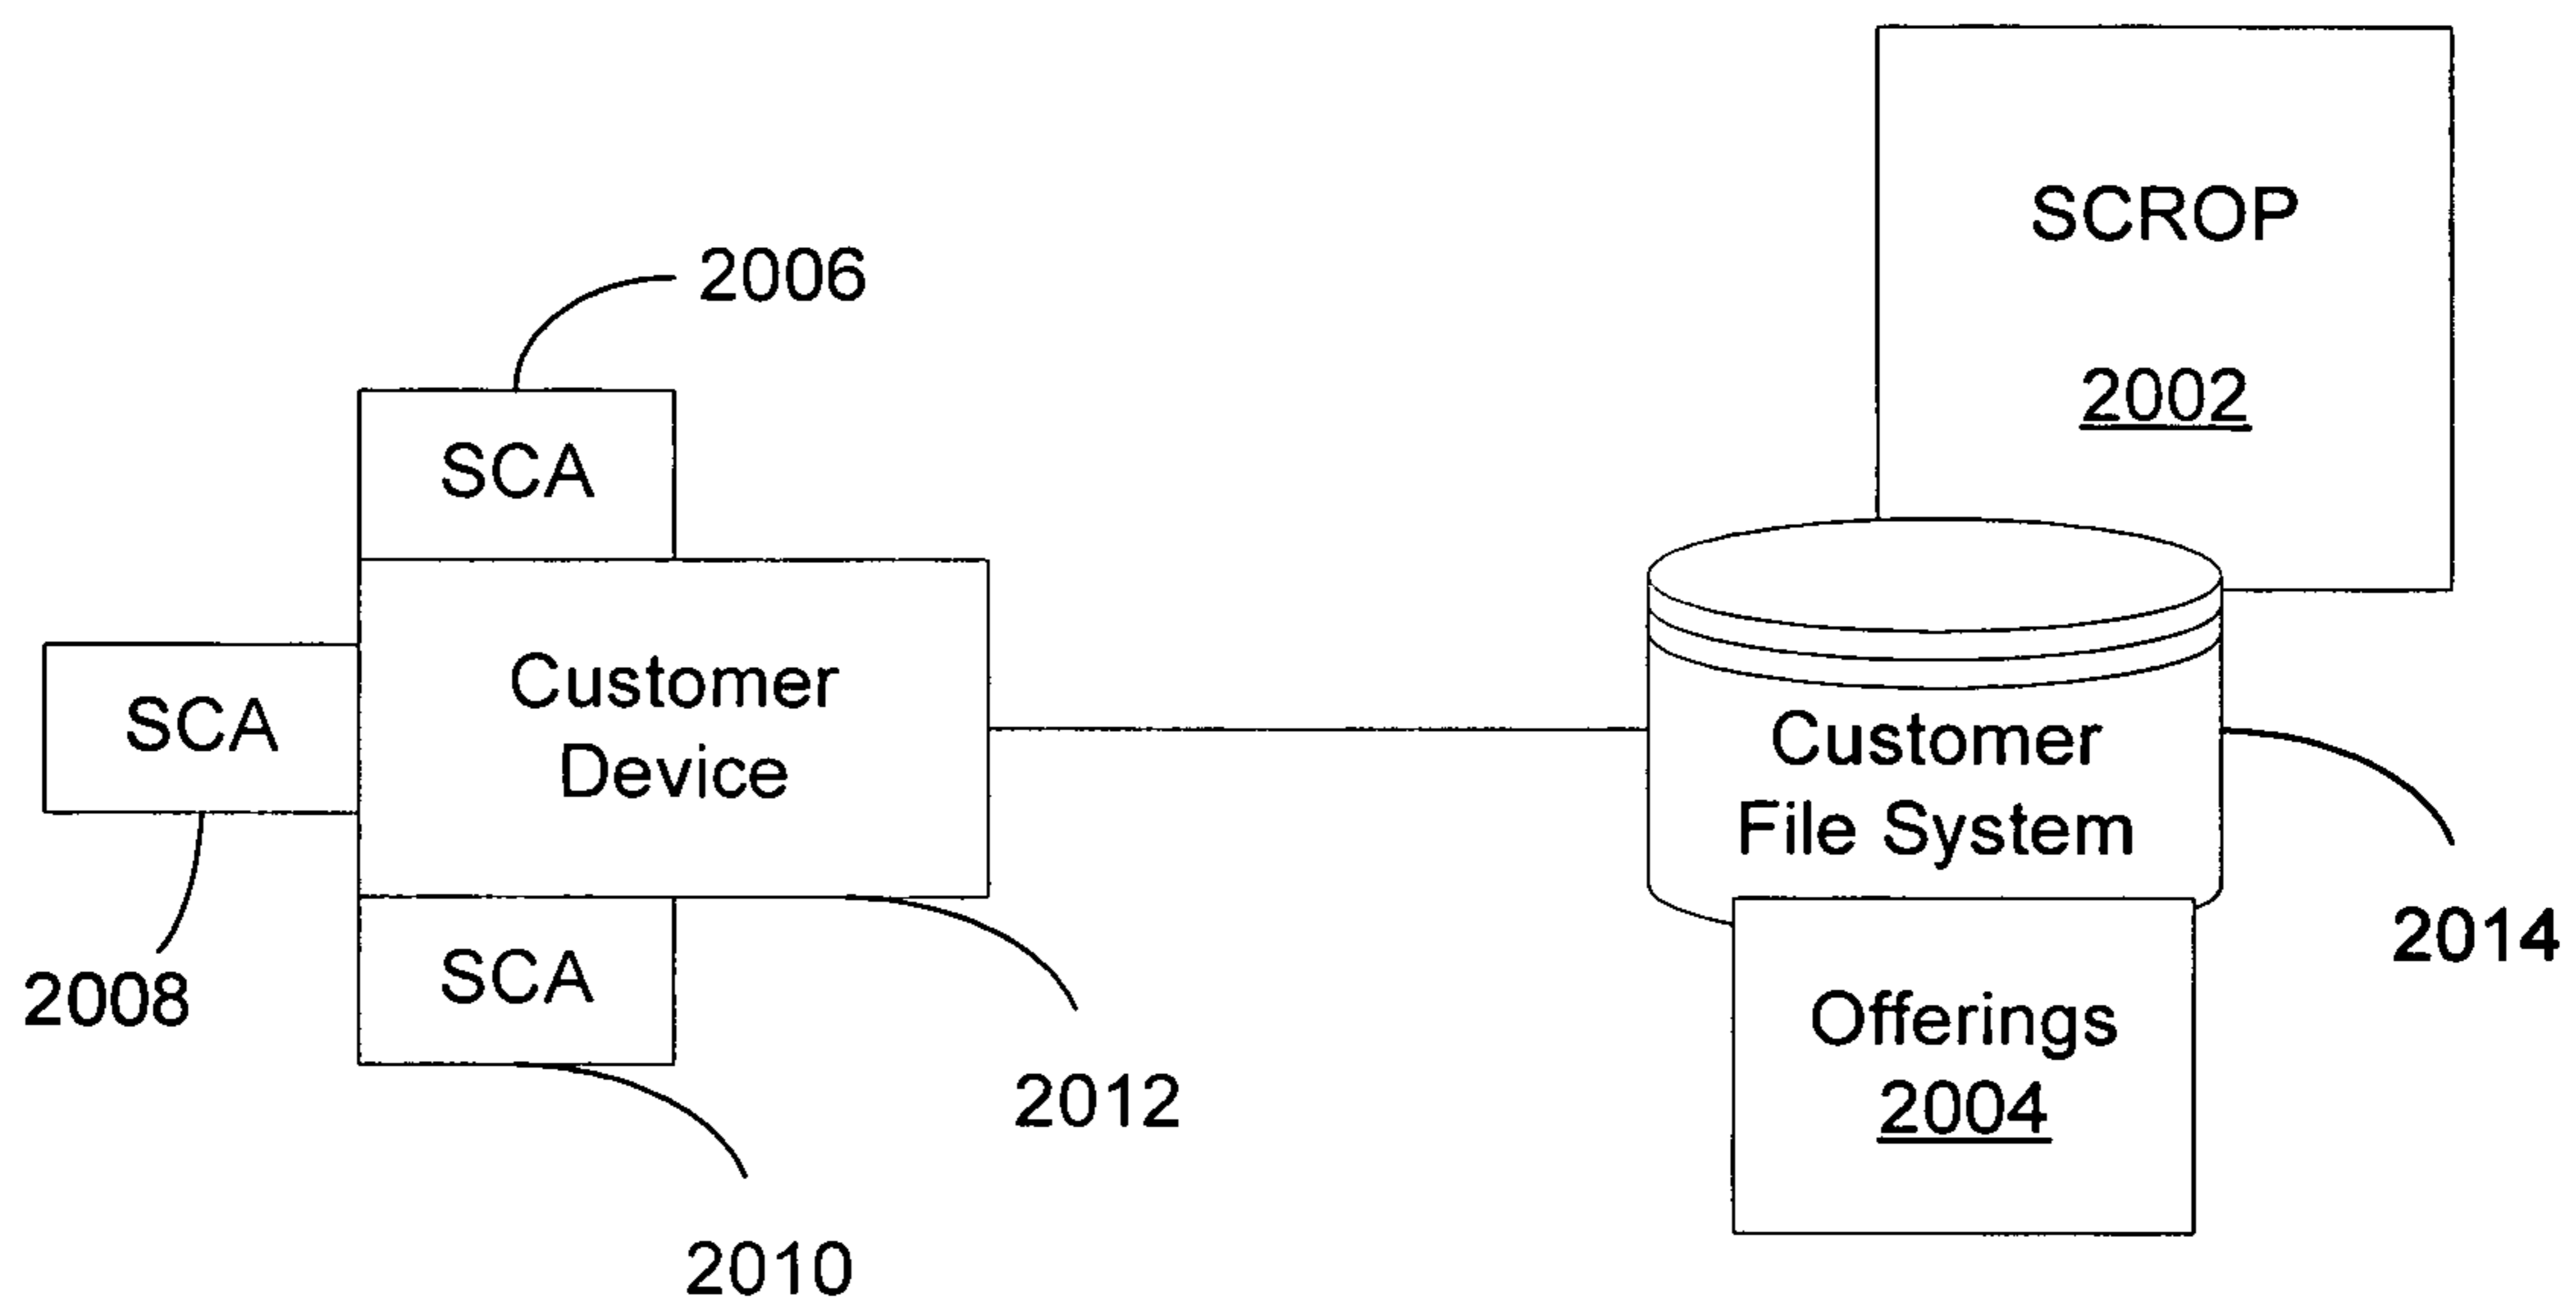 SCROP
2002
2006
SCA
Customer
Device
SCA
2008
SCA
2010
2012
Customer
File System
2014
Offerings
2004